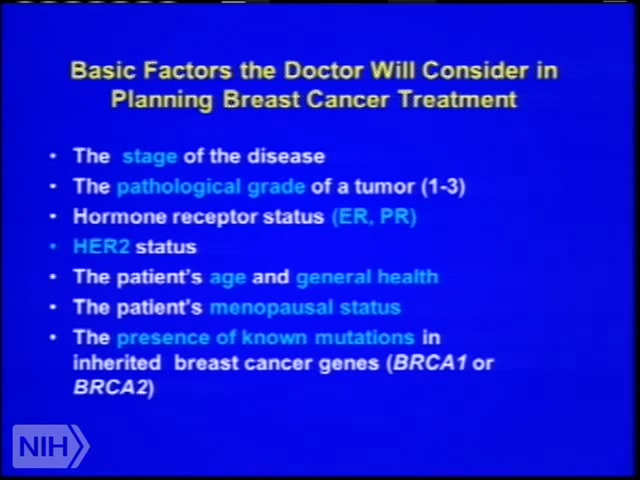 Basic Factors the Doctor Will Consider in
Planning Breast Cancer Treatment
• The stage of the disease
• The pathological grade of a tumor (1-3)
• Hormone receptor status (ER, PR)
• HER2 status
• The patient's age and general health
• The patient's menopausal status
• The presence of known mutations in
inherited breast cancer genes (BRCA1 or
BRCA2)
NIH